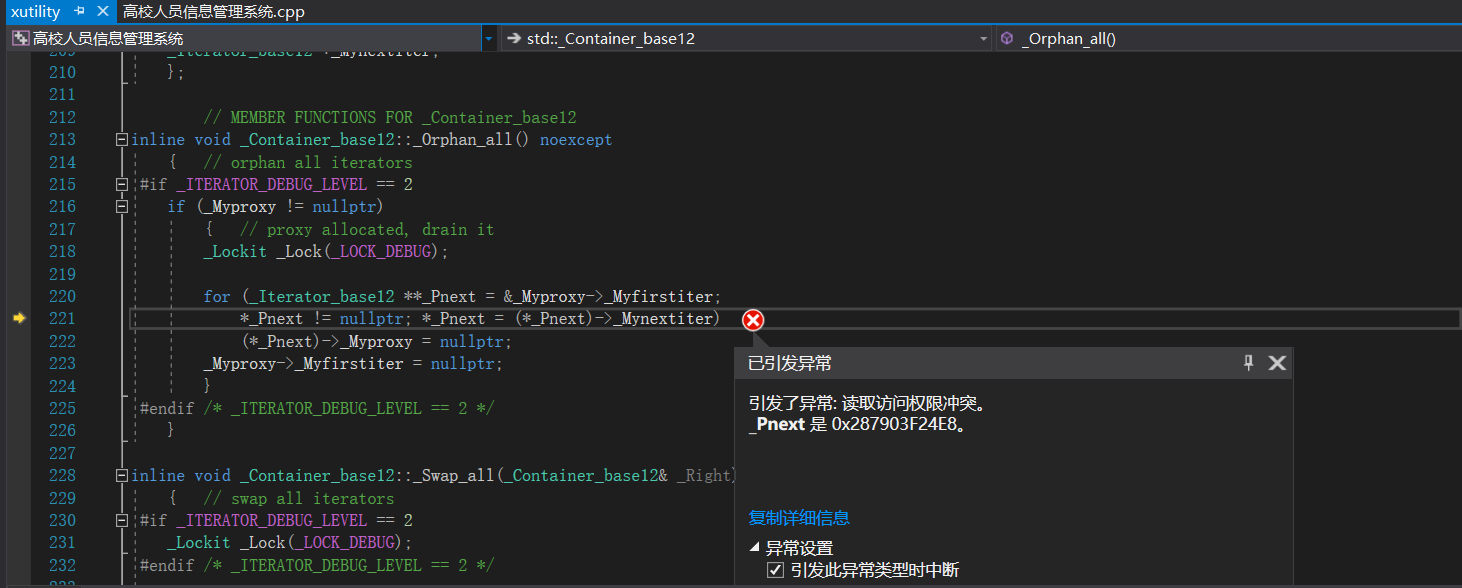 xutility 高校人员信息管理系统.cpp
高校人员信息管理系统 std::_Container_base12 _Orphan_all()
209 _Iterator_base12 *_Mynextiter;
210 };
211
212 // MEMBER FUNCTIONS FOR _Container_base12
213 inline void _Container_base12::_Orphan_all() noexcept
214 { // orphan all iterators
215 #if _ITERATOR_DEBUG_LEVEL == 2
216 if (_Myproxy != nullptr)
217 { // proxy allocated, drain it
218 _Lockit _Lock(_LOCK_DEBUG);
219
220 for (_Iterator_base12 **_Pnext = &_Myproxy->_Myfirstiter;
221 *_Pnext != nullptr; *_Pnext = (*_Pnext)->_Mynextiter)
222 (*_Pnext)->_Myproxy = nullptr;
223 _Myproxy->_Myfirstiter = nullptr;
224 }
225 #endif /* _ITERATOR_DEBUG_LEVEL == 2 */
226 }
227
228 inline void _Container_base12::_Swap_all(_Container_base12& _Right)
229 { // swap all iterators
230 #if _ITERATOR_DEBUG_LEVEL == 2
231 _Lockit _Lock(_LOCK_DEBUG);
232 #endif /* _ITERATOR_DEBUG_LEVEL == 2 */
已引发异常
引发了异常: 读取访问权限冲突。
_Pnext 是 0x287903F24E8。
复制详细信息
异常设置
引发此异常类型时中断